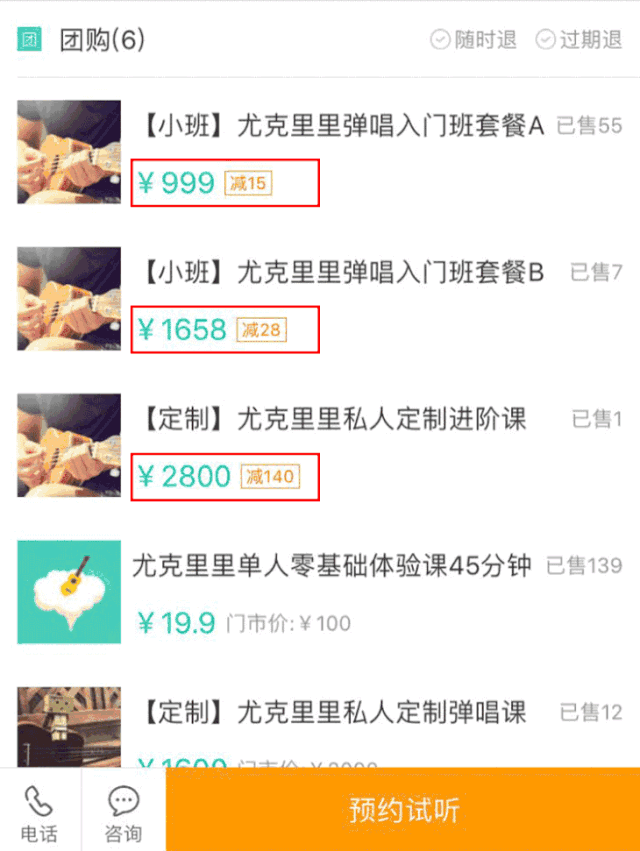 团 团购(6) 随时退 过期退
【小班】尤克里里弹唱入门班套餐A 已售55
￥999 减15
【小班】尤克里里弹唱入门班套餐B 已售7
￥1658 减28
【定制】尤克里里私人定制进阶课 已售1
￥2800 减140
尤克里里单人零基础体验课45分钟 已售139
￥19.9 门市价:￥100
【定制】尤克里里私人定制弹唱课 已售12
电话 咨询 预约试听